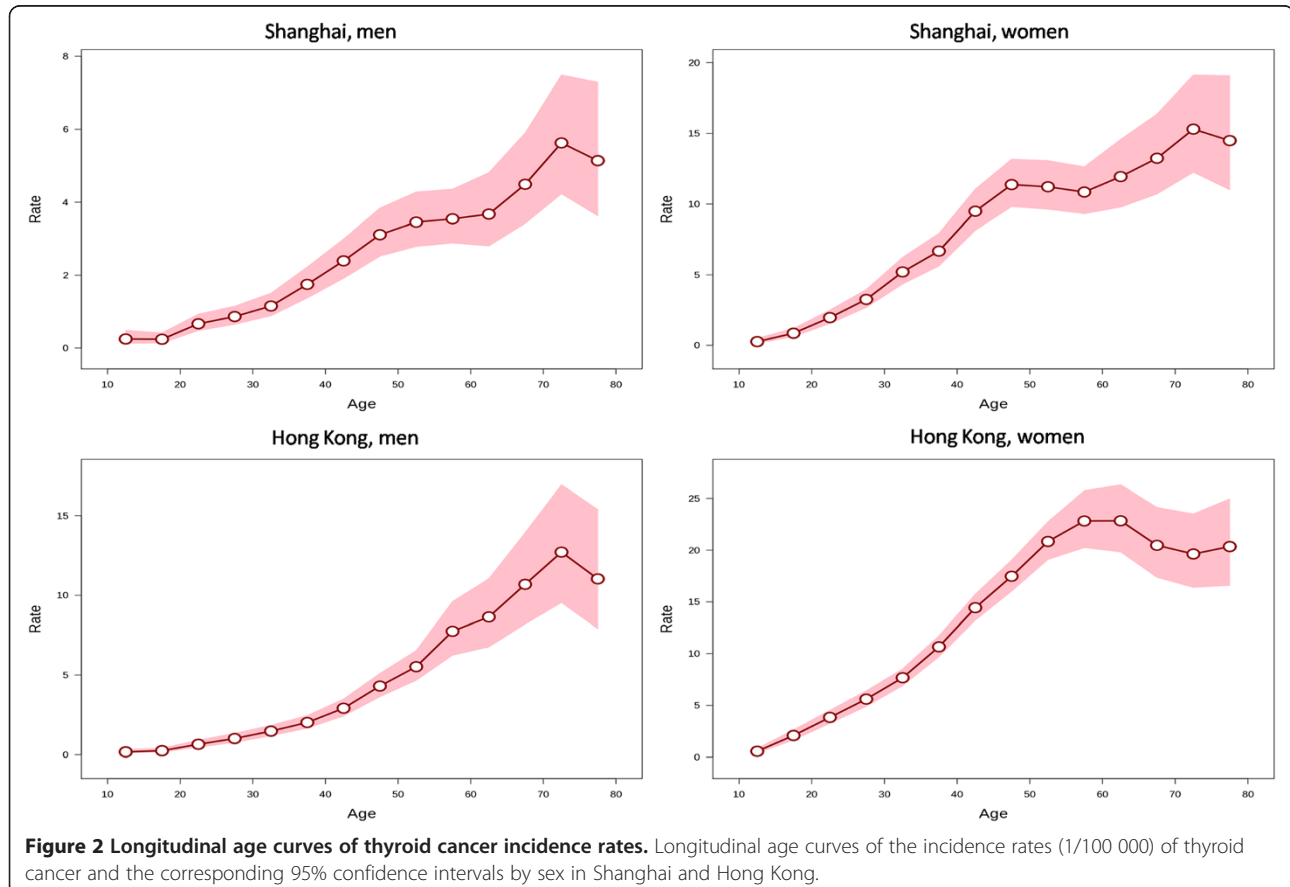 Shanghai, men
8
6
4
2
0
Rate
10 20 30 40 50 60 70 80
Age
Shanghai, women
20
15
10
5
0
Rate
10 20 30 40 50 60 70 80
Age
Hong Kong, men
15
10
5
0
Rate
10 20 30 40 50 60 70 80
Age
Hong Kong, women
25
20
15
10
5
0
Rate
10 20 30 40 50 60 70 80
Age
Figure 2 Longitudinal age curves of thyroid cancer incidence rates. Longitudinal age curves of the incidence rates (1/100 000) of thyroid
cancer and the corresponding 95% confidence intervals by sex in Shanghai and Hong Kong.